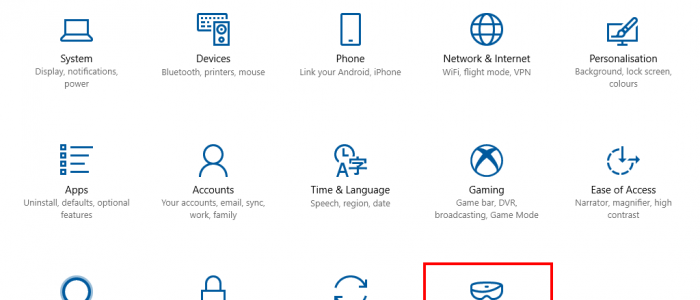 System
Devices
Phone
Network & Internet
Personalisation
Display, notifications,
power
Bluetooth, printers, mouse
Link your Android, iPhone
WiFi, flight mode, VPN
Background, lock screen,
colours
A字
Apps
Accounts
Time & Language
Gaming
Ease of Access
Uninstall, defaults, optional
features
Your accounts, email, sync,
work, family
Speech, region, date
Game bar, DVR,
broadcasting, Game Mode
Narrator, magnifier, high
contrast